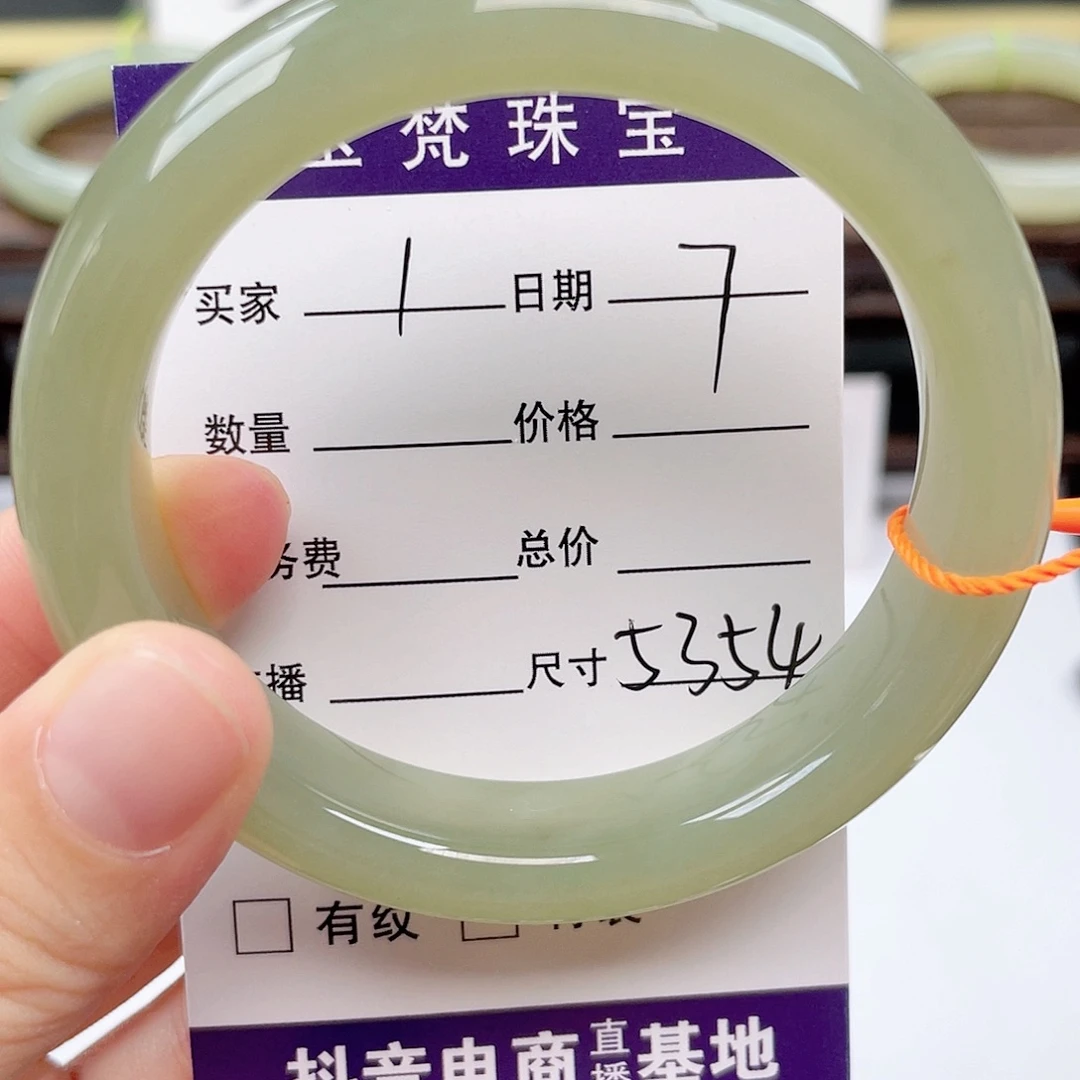 梵珠宝
买家 1 日期 7
数量 价格
务费 总价
播 尺寸 5354
有纹
抖音电商直播基地